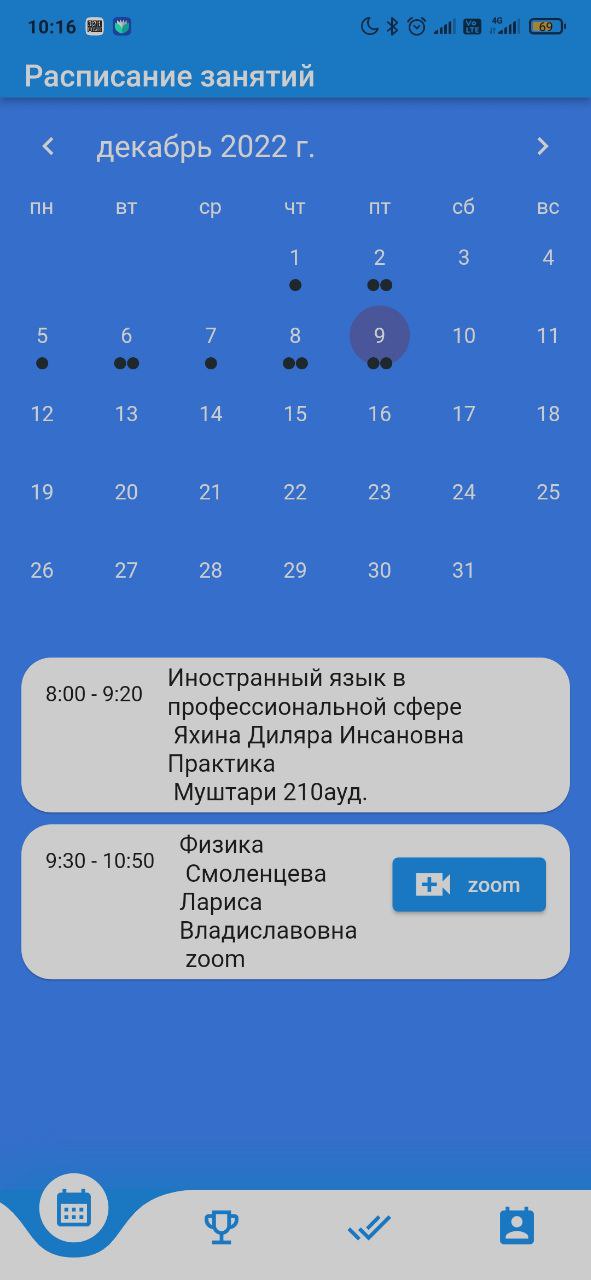 10:16 4G Vo LTE 69
Расписание занятий
декабрь 2022 г.
пн вт ср чт пт сб вс
1 2 3 4
5 6 7 8 9 10 11
12 13 14 15 16 17 18
19 20 21 22 23 24 25
26 27 28 29 30 31
8:00 - 9:20
Иностранный язык в
профессиональной сфере
Яхина Диляра Инсановна
Практика
Муштари 210ауд.
9:30 - 10:50
Физика
Смоленцева
Лариса
Владиславовна
zoom
zoom